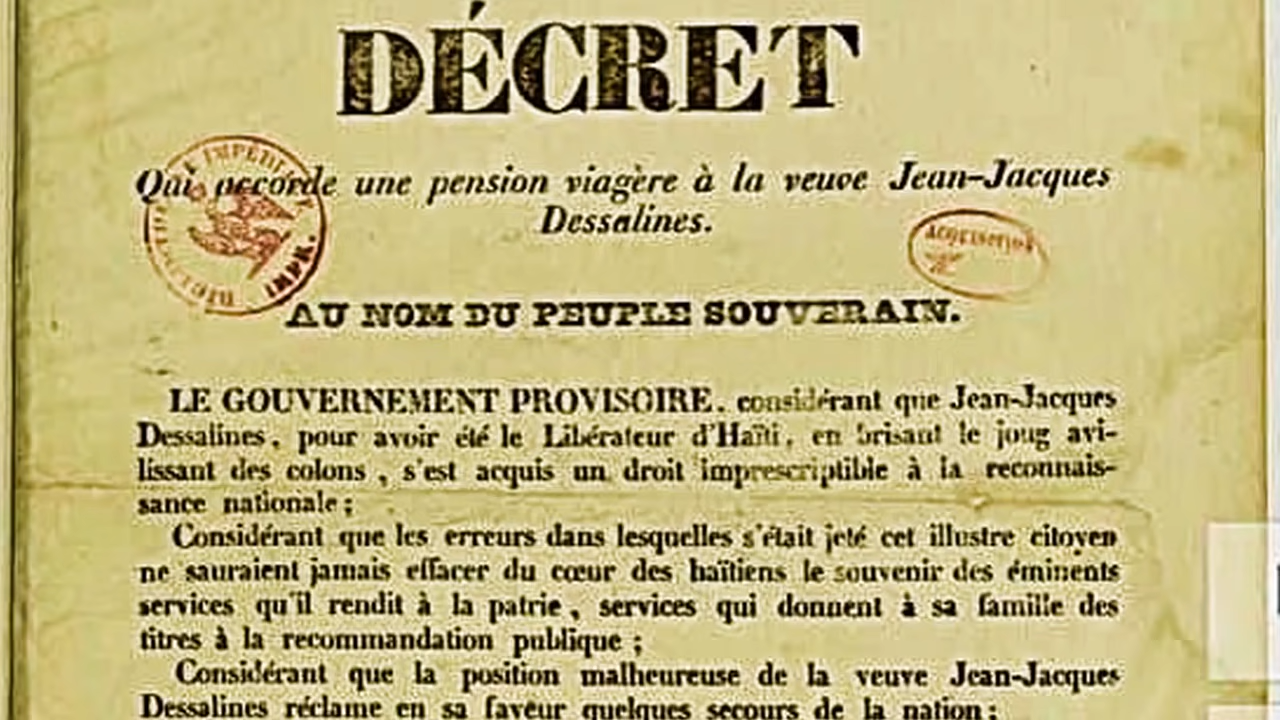 DÉCRET
Qui accorde une pension viagère à la veuve Jean-Jacques
Dessalines.
ACQUISITION
IMPR.
AU NOM DU PEUPLE SOUVERAIN.
LE GOUVERNEMENT PROVISOIRE, considérant que Jean-Jacques
Dessalines, pour avoir été le Libérateur d'Haïti, en brisant le joug avi-
lissant des colons, s'est acquis un droit imprescriptible à la reconnais-
sance nationale;
Considérant que les erreurs dans lesquelles s'était jeté cet illustre citoyen
ne sauraient jamais effacer du cœur des haïtiens le souvenir des éminents
services qu'il rendit à la patrie, services qui donnent à sa famille des
titres à la recommandation publique;
Considérant que la position malheureuse de la veuve Jean-Jacques
Dessalines réclame en sa faveur quelques secours de la nation;